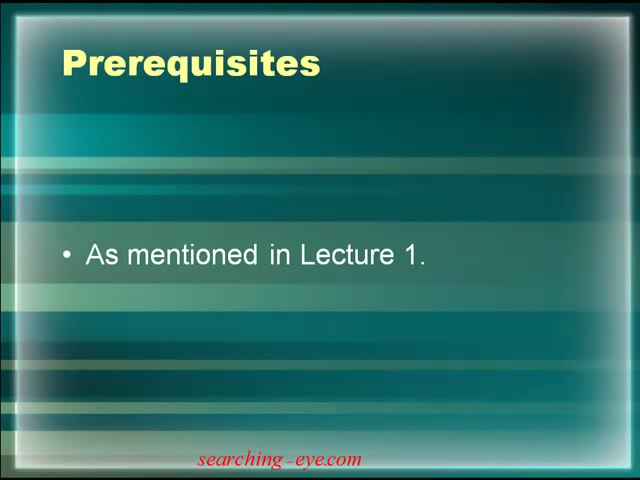 Prerequisites
• As mentioned in Lecture 1.
searching-eye.com